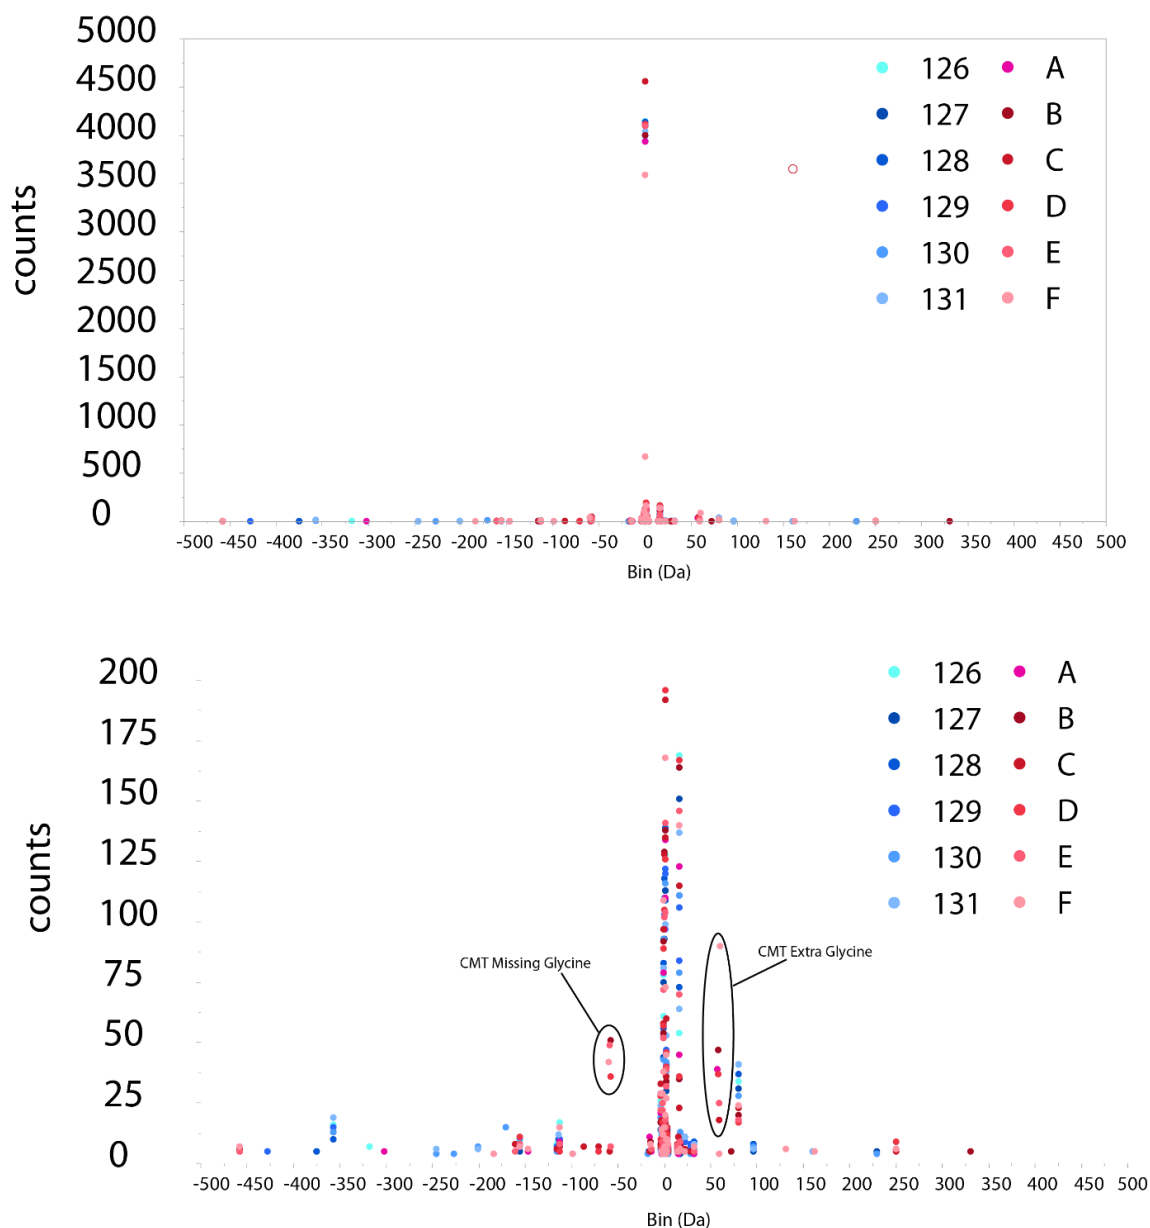 5000
4500
4000
3500
3000
2500
2000
1500
1000
500
0
counts
126 A
127 B
128 C
129 D
130 E
131 F
-500 -450 -400 -350 -300 -250 -200 -150 -100 -50 0 50 100 150 200 250 300 350 400 450 500
Bin (Da)
200
175
150
125
100
75
50
25
0
counts
126 A
127 B
128 C
129 D
130 E
131 F
CMT Missing Glycine
CMT Extra Glycine
-500 -450 -400 -350 -300 -250 -200 -150 -100 -50 0 50 100 150 200 250 300 350 400 450 500
Bin (Da)